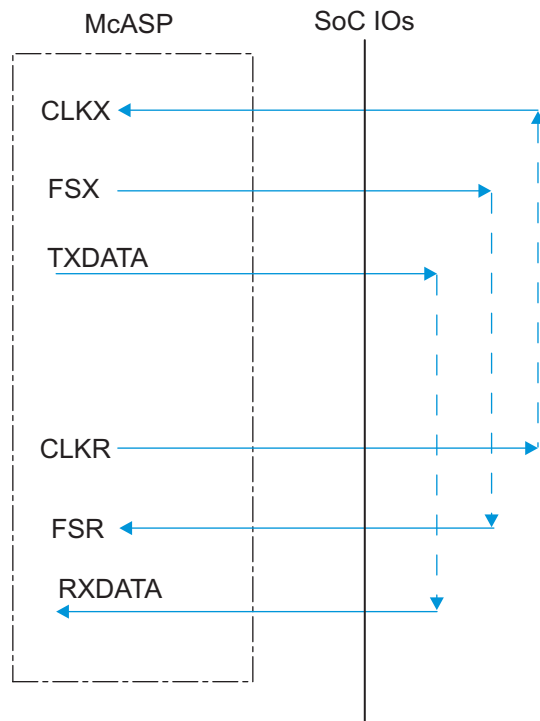 McASP
SoC IOs
CLKX
FSX
TXDATA
CLKR
FSR
RXDATA